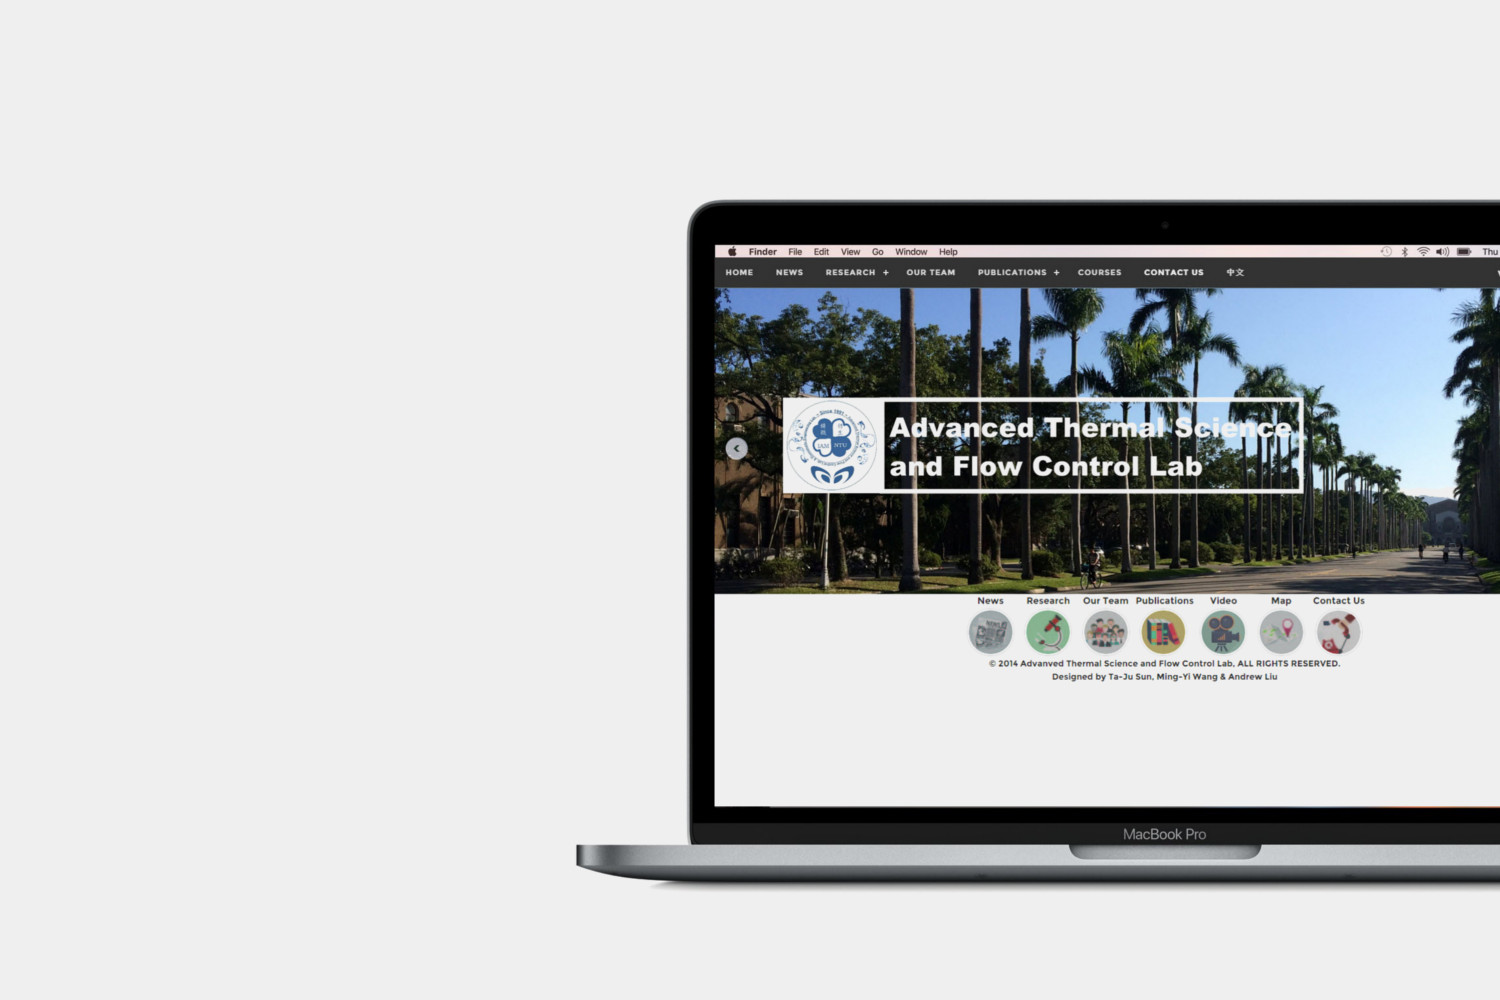 Finder File Edit View Go Window Help Thu
HOME NEWS RESEARCH + OUR TEAM PUBLICATIONS + COURSES CONTACT US 中文
Advanced Thermal Science
and Flow Control Lab
IAM NTU
News Research Our Team Publications Video Map Contact Us
© 2014 Advanved Thermal Science and Flow Control Lab, ALL RIGHTS RESERVED.
Designed by Ta-Ju Sun, Ming-Yi Wang & Andrew Liu
MacBook Pro